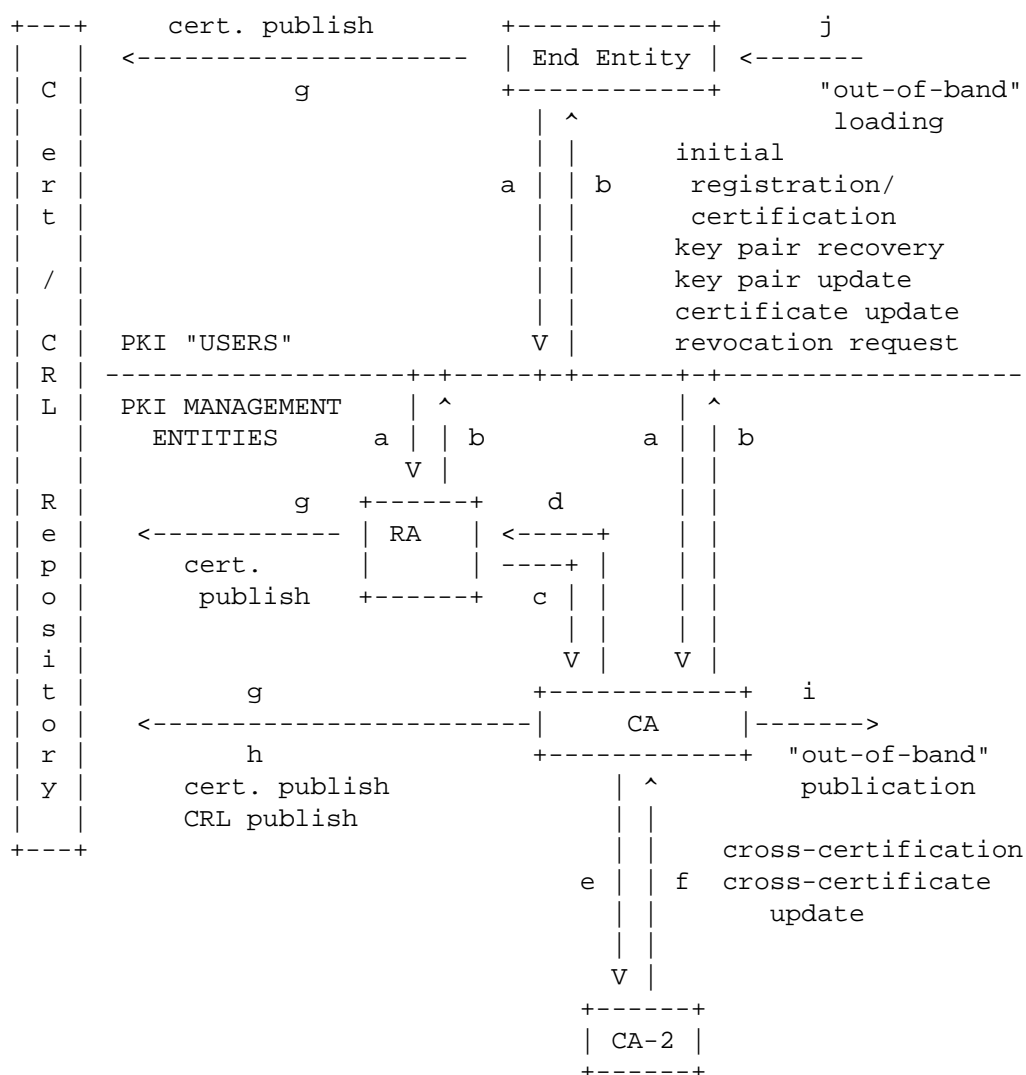 +---+     cert. publish        +------------+      j
|   |  <---------------------  | End Entity | <-------
| C |             g            +------------+      "out-of-band"
|   |                            | ^                loading
| e |                            | |      initial
| r |                          a | | b     registration/
| t |                            | |       certification
|   |                            | |      key pair recovery
| / |                            | |      key pair update
|   |                            | |      certificate update
| C |  PKI "USERS"               V |      revocation request
| R | -------------------+-+-----+-+------+-+-------------------
| L |  PKI MANAGEMENT    | ^              | ^
|   |    ENTITIES      a | | b          a | | b
|   |                    V |              | |
| R |             g   +------+    d       | |
| e |  <------------ | RA   | <-----+     | |
| p |      cert.     |      | ----+ |     | |
| o |       publish   +------+   c | |     | |
| s |                              | |     | |
| i |                              V |     V |
| t |          g                 +------------+   i
| o |  <------------------------|     CA     |------->
| r |          h                 +------------+  "out-of-band"
| y |      cert. publish              | ^         publication
|   |      CRL publish                | |
+---+                                 | |    cross-certification
                                    e | | f  cross-certificate
                                      | |       update
                                      | |
                                      V |
                                    +------+
                                    | CA-2 |
                                    +------+